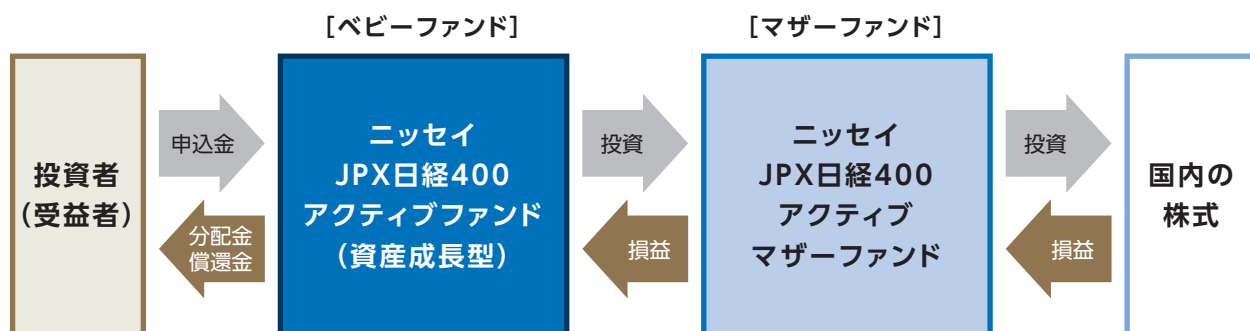 [ベビーファンド]
[マザーファンド]
投資者
（受益者）
申込金
分配金
償還金
ニッセイ
JPX日経400
アクティブファンド
（資産成長型）
投資
損益
ニッセイ
JPX日経400
アクティブ
マザーファンド
投資
損益
国内の
株式